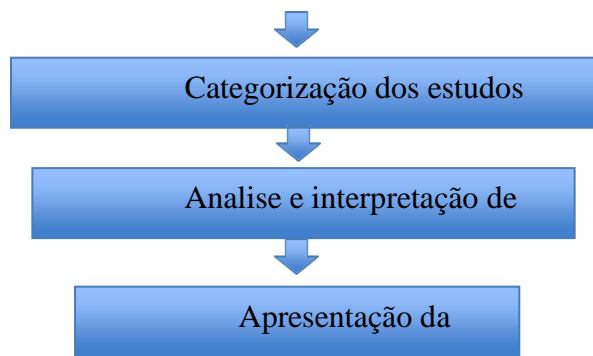 Categorização dos estudos
Analise e interpretação de
Apresentação da